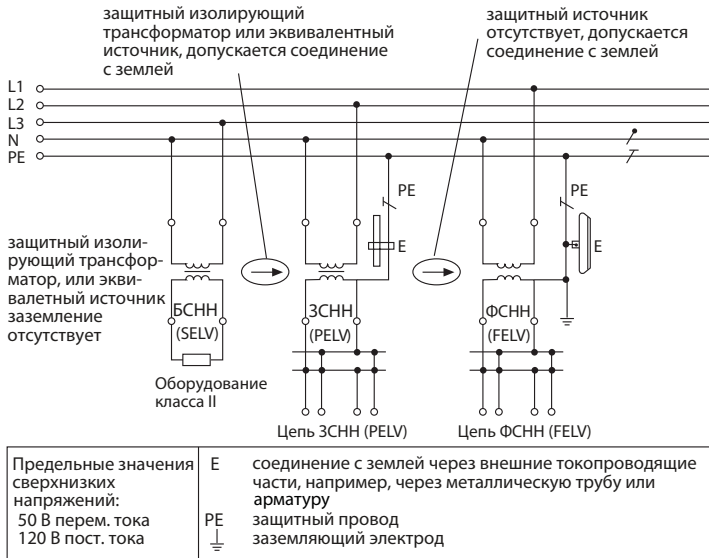 защитный изолирующий
трансформатор или эквивалентный
источник, допускается соединение
с землей
защитный источник
отсутствует, допускается
соединение с землей
L1
L2
L3
N
PE
PE
PE
E
E
защитный изоли-
рующий трансфор-
матор, или экви-
валетный источник
заземление
отсутствует
БСНН
(SELV)
ЗСНН
(PELV)
ФСНН
(FELV)
Оборудование
класса II
Цепь ЗСНН (PELV)
Цепь ФСНН (FELV)
Предельные значения
сверхнизких
напряжений:
50 В перем. тока
120 В пост. тока
E соединение с землей через внешние токопроводящие
части, например, через металлическую трубу или
арматуру
PE защитный провод
заземляющий электрод